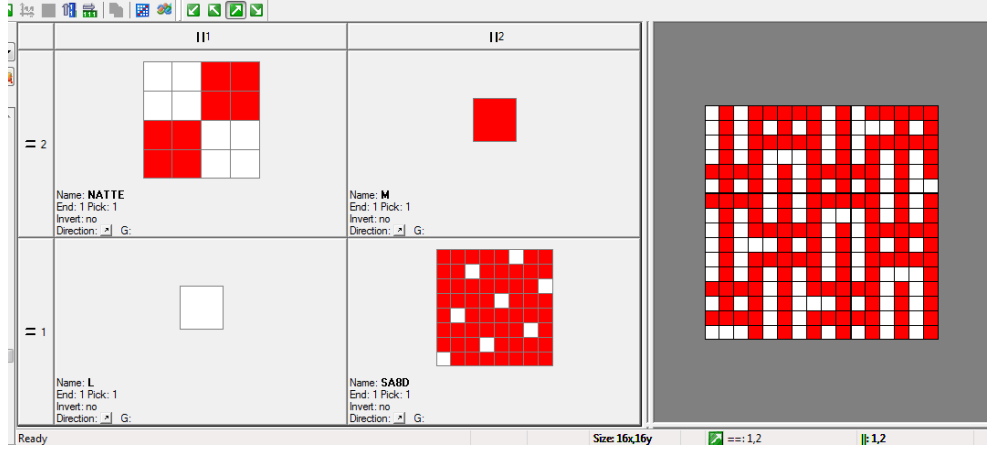 ||1
||2
= 2
Name: NATTE
End: 1 Pick: 1
Invert: no
Direction: G:
Name: M
End: 1 Pick: 1
Invert: no
Direction: G:
= 1
Name: L
End: 1 Pick: 1
Invert: no
Direction: G:
Name: SA8D
End: 1 Pick: 1
Invert: no
Direction: G:
Ready
Size: 16x,16y
==: 1,2
||: 1,2